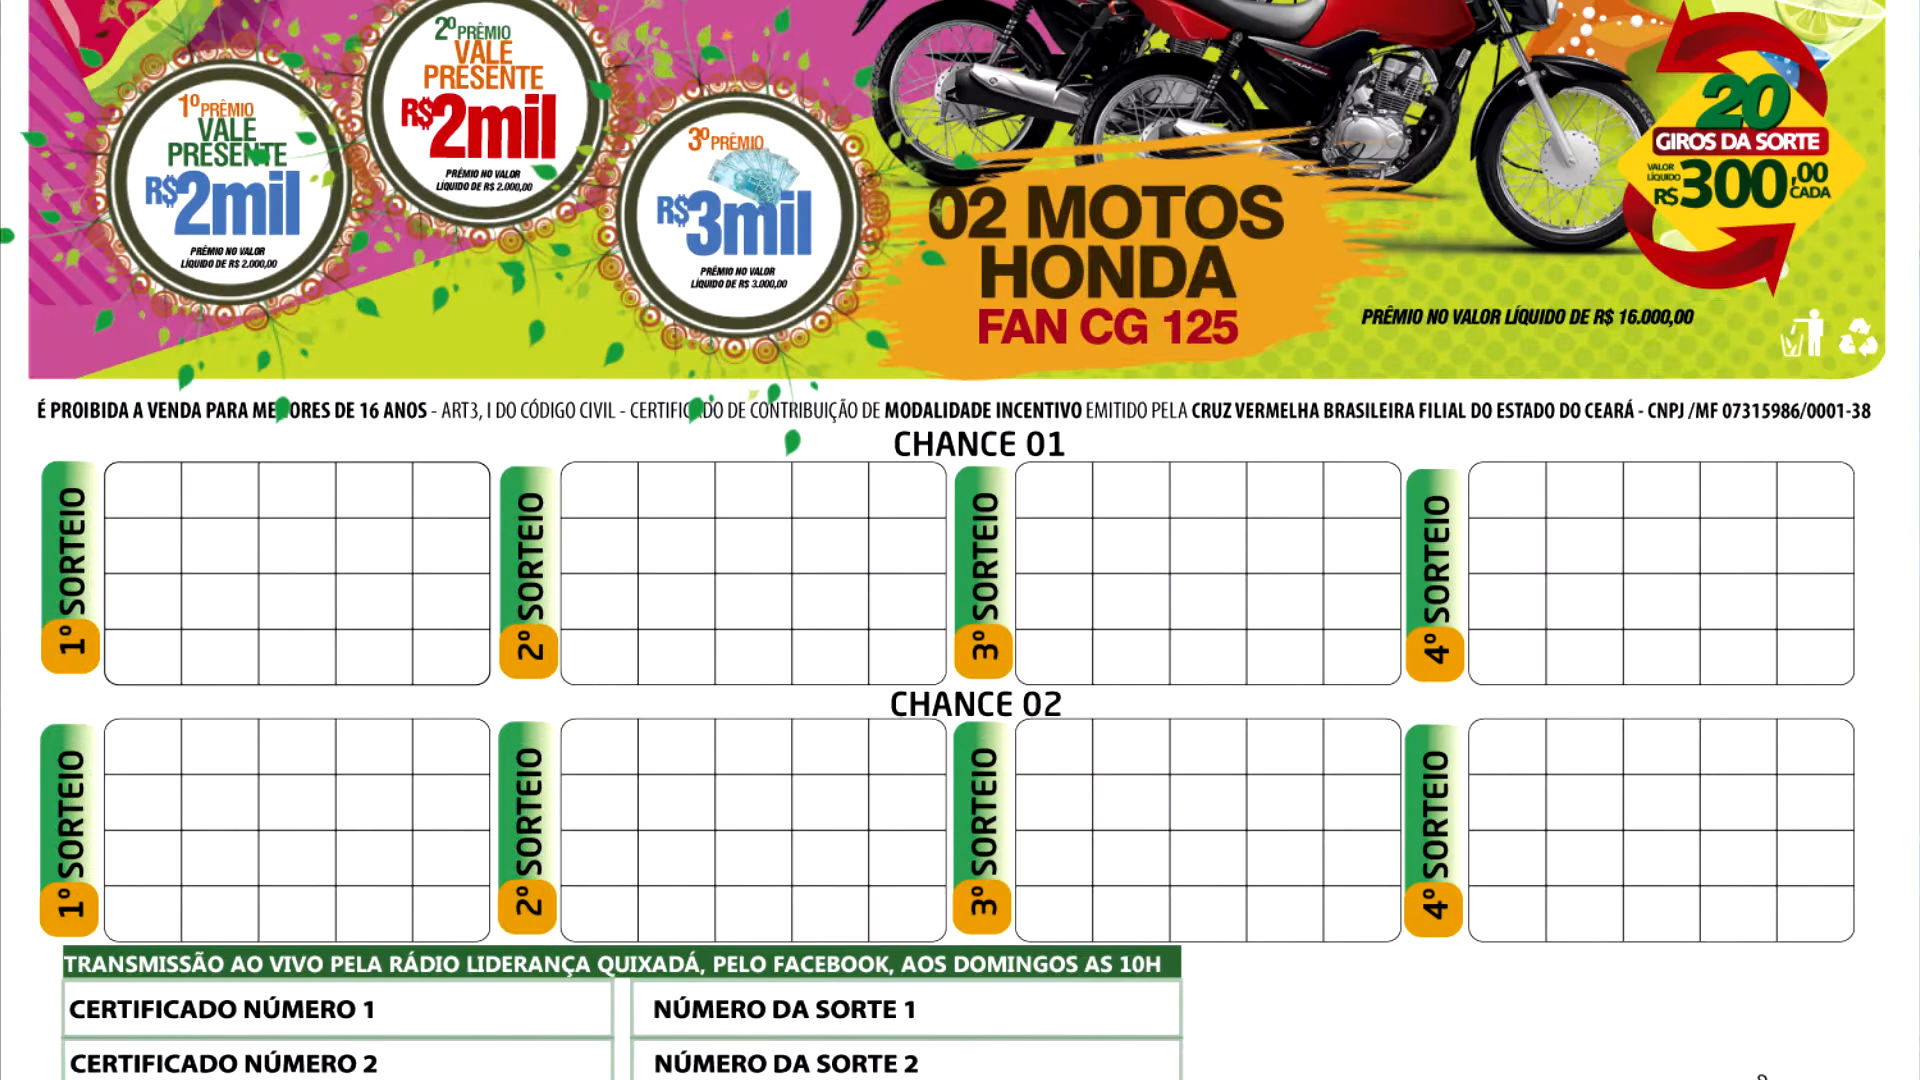 1º PRÊMIO
VALE
PRESENTE
R$2mil
PRÊMIO NO VALOR
LÍQUIDO DE R$ 2.000,00
2º PRÊMIO
VALE
PRESENTE
R$2mil
PRÊMIO NO VALOR
LÍQUIDO DE R$ 2.000,00
3º PRÊMIO
R$3mil
PRÊMIO NO VALOR
LÍQUIDO DE R$ 3.000,00
02 MOTOS
HONDA
FAN CG 125
20
GIROS DA SORTE
VALOR LÍQUIDO
R$300,00 CADA
PRÊMIO NO VALOR LÍQUIDO DE R$ 16.000,00
É PROIBIDA A VENDA PARA MENORES DE 16 ANOS - ART3, I DO CÓDIGO CIVIL - CERTIFICADO DE CONTRIBUIÇÃO DE MODALIDADE INCENTIVO EMITIDO PELA CRUZ VERMELHA BRASILEIRA FILIAL DO ESTADO DO CEARÁ - CNPJ /MF 07315986/0001-38
CHANCE 01
1º SORTEIO
2º SORTEIO
3º SORTEIO
4º SORTEIO
CHANCE 02
1º SORTEIO
2º SORTEIO
3º SORTEIO
4º SORTEIO
TRANSMISSÃO AO VIVO PELA RÁDIO LIDERANÇA QUIXADÁ, PELO FACEBOOK, AOS DOMINGOS AS 10H
CERTIFICADO NÚMERO 1
NÚMERO DA SORTE 1
CERTIFICADO NÚMERO 2
NÚMERO DA SORTE 2